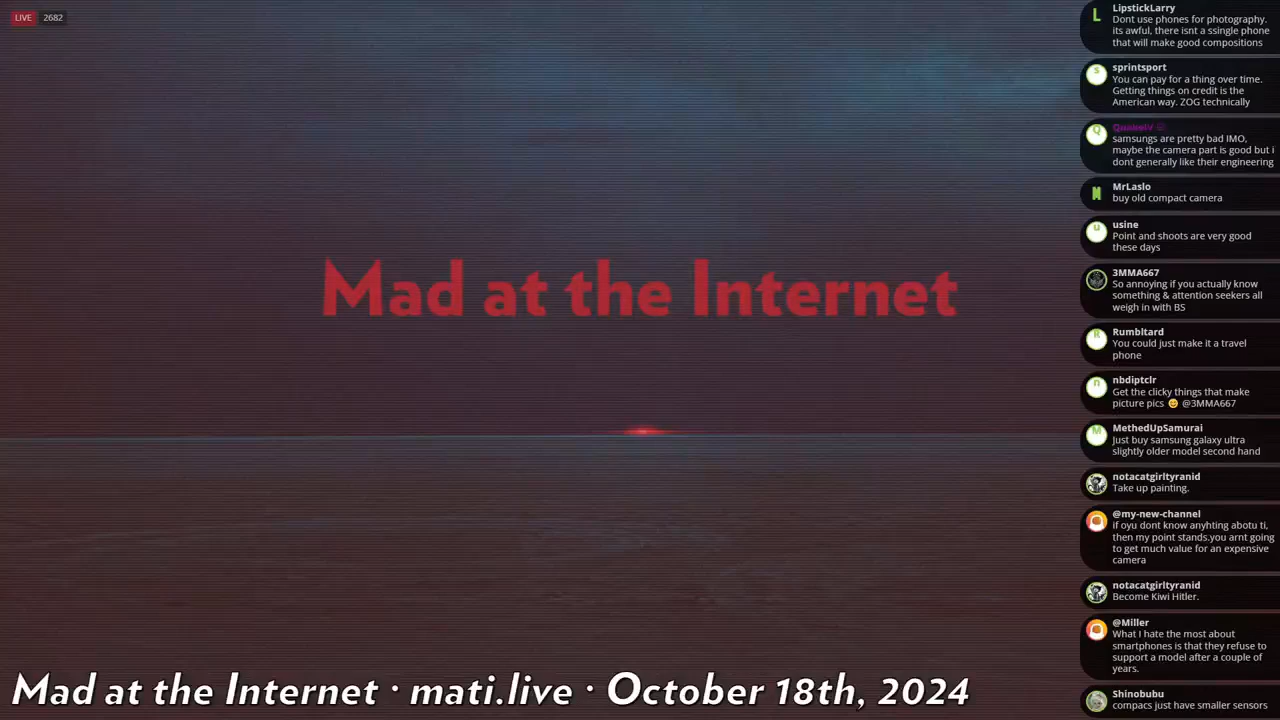 LIVE 2682
Mad at the Internet
Mad at the Internet · mati.live · October 18th, 2024
LipstickLarry
Dont use phones for photography.
its awful, there isnt a ssingle phone
that will make good compositions
sprintsport
You can pay for a thing over time.
Getting things on credit is the
American way. ZOG technically
samsungs are pretty bad IMO,
maybe the camera part is good but i
dont generally like their engineering
MrLaslo
buy old compact camera
usine
Point and shoots are very good
these days
3MMA667
So annoying if you actually know
something & attention seekers all
weigh in with BS
Rumbltard
You could just make it a travel
phone
nbdiptclr
Get the clicky things that make
picture pics 😀 @3MMA667
MethedUpSamurai
Just buy samsung galaxy ultra
slightly older model second hand
notacatgirltyranid
Take up painting.
@my-new-channel
if oyu dont know anyhting abotu ti,
then my point stands.you arnt going
to get much value for an expensive
camera
notacatgirltyranid
Become Kiwi Hitler.
@Miller
What I hate the most about
smartphones is that they refuse to
support a model after a couple of
years.
Shinobubu
compacs just have smaller sensors